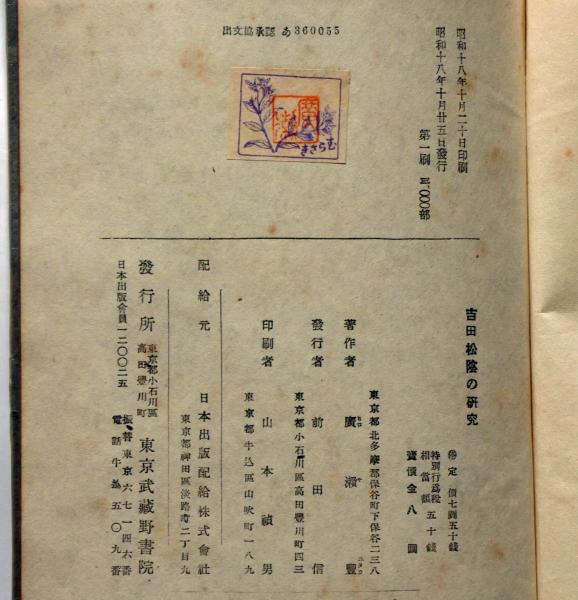 出文協承認 あ360055
昭和十八年十月二十日印刷
昭和十八年十月廿五日發行
第一刷 三、〇〇〇部
むらさき
吉田松陰の研究
定價七圓五十錢
特別行爲税相當額 五十錢
賣價金八圓
東京都北多摩郡保谷町下保谷二三八
著作者 廣瀬豐
東京都小石川區高田豐川町四三
發行者 前田信
東京都牛込區山吹町一八九
印刷者 山本禎男
配給元 日本出版配給株式會社
東京都神田區淡路町二丁目九
發行所 東京都小石川區高田豐川町 東京武藏野書院
振替東京六七一四六番
電話牛込五〇九番
日本出版會員一二〇〇二五